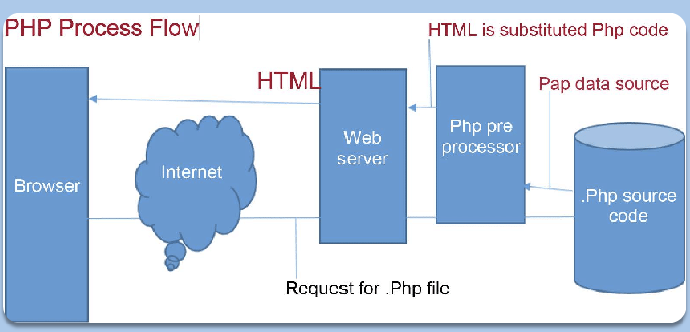 PHP Process Flow
HTML is substituted Php code
HTML
Pap data source
Web
server
Php pre
processor
Internet
Browser
.Php source
code
Request for .Php file